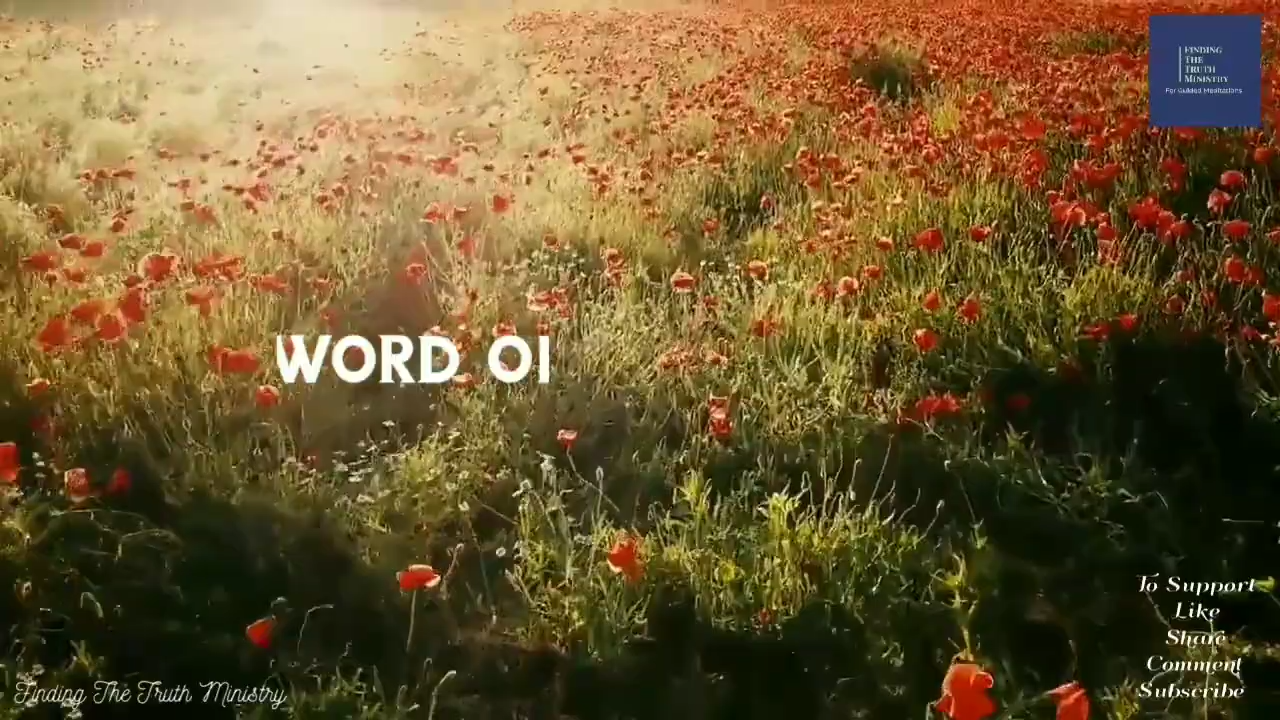 FINDING
THE
TRUTH
MINISTRY
For Guided Meditations
WORD OI
To Support
Like
Share
Comment
Subscribe
Finding The Truth Ministry